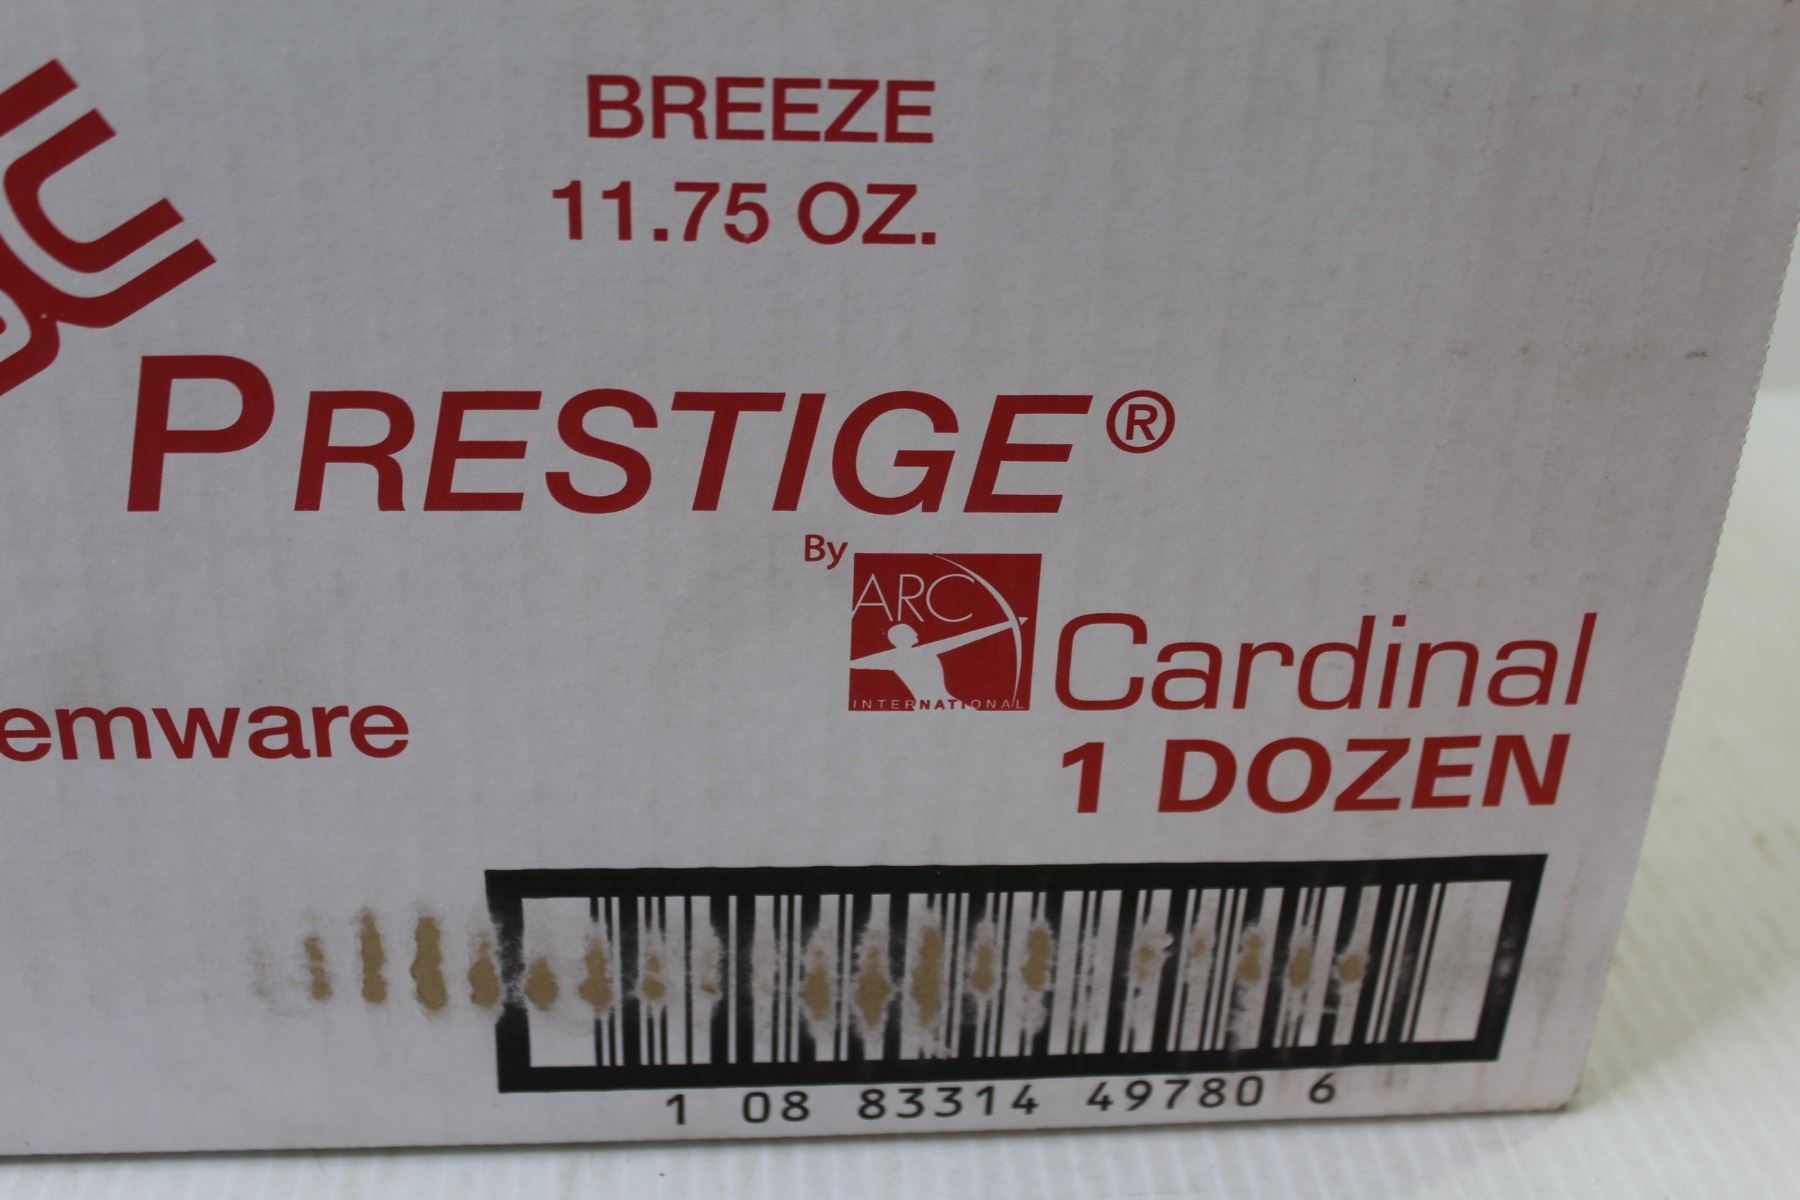 BREEZE
11.75 OZ.
PRESTIGE®
By
ARC
INTERNATIONAL
Cardinal
1 DOZEN
emware
1 08 83314 49780 6